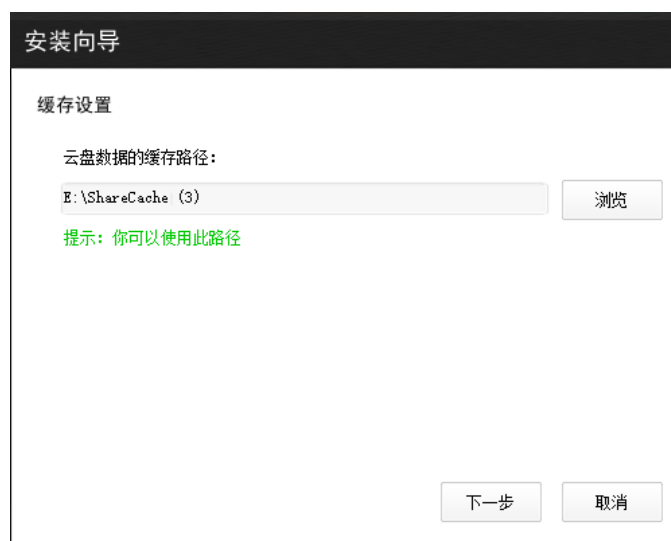 安装向导
缓存设置
云盘数据的缓存路径：
E:\ShareCache (3)
浏览
提示：你可以使用此路径
下一步
取消